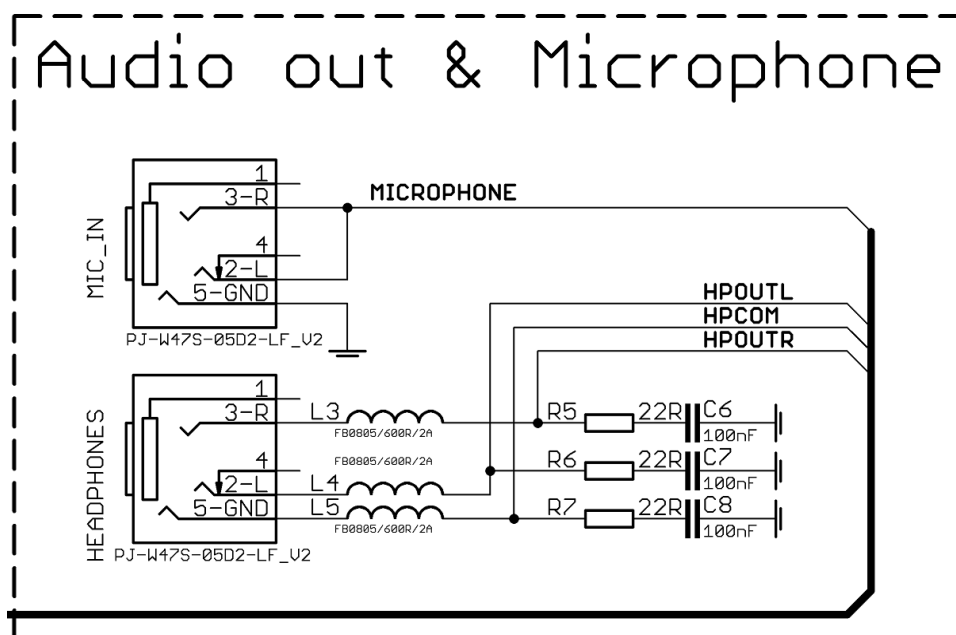 Audio out & Microphone
MIC_IN
1
3-R
4
2-L
5-GND
PJ-W47S-05D2-LF_V2
MICROPHONE
HPOUTL
HPCOM
HPOUTR
HEADPHONES
1
3-R
4
2-L
5-GND
PJ-W47S-05D2-LF_V2
L3
FB0805/600R/2A
FB0805/600R/2A
L4
L5
FB0805/600R/2A
R5 22R C6
100nF
R6 22R C7
100nF
R7 22R C8
100nF